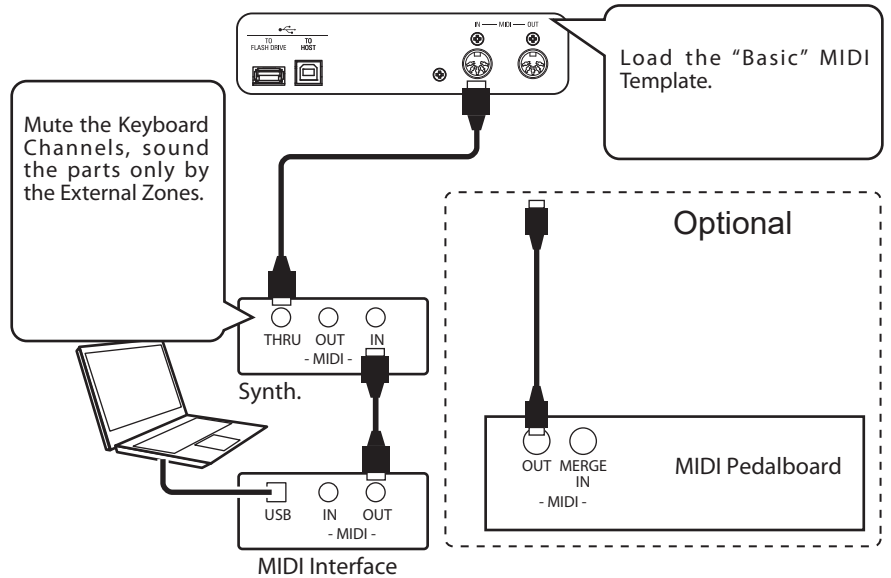 IN — MIDI — OUT
TO
FLASH DRIVE
TO
HOST
Load the “Basic” MIDI
Template.
Mute the Keyboard
Channels, sound
the parts only by
the External Zones.
Optional
THRU OUT IN
- MIDI -
Synth.
OUT MERGE
IN
- MIDI -
MIDI Pedalboard
USB IN OUT
- MIDI -
MIDI Interface